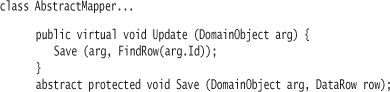 class AbstractMapper...
public virtual void Update (DomainObject arg) {
Save (arg, FindRow(arg.Id));
}
abstract protected void Save (DomainObject arg, DataRow row);